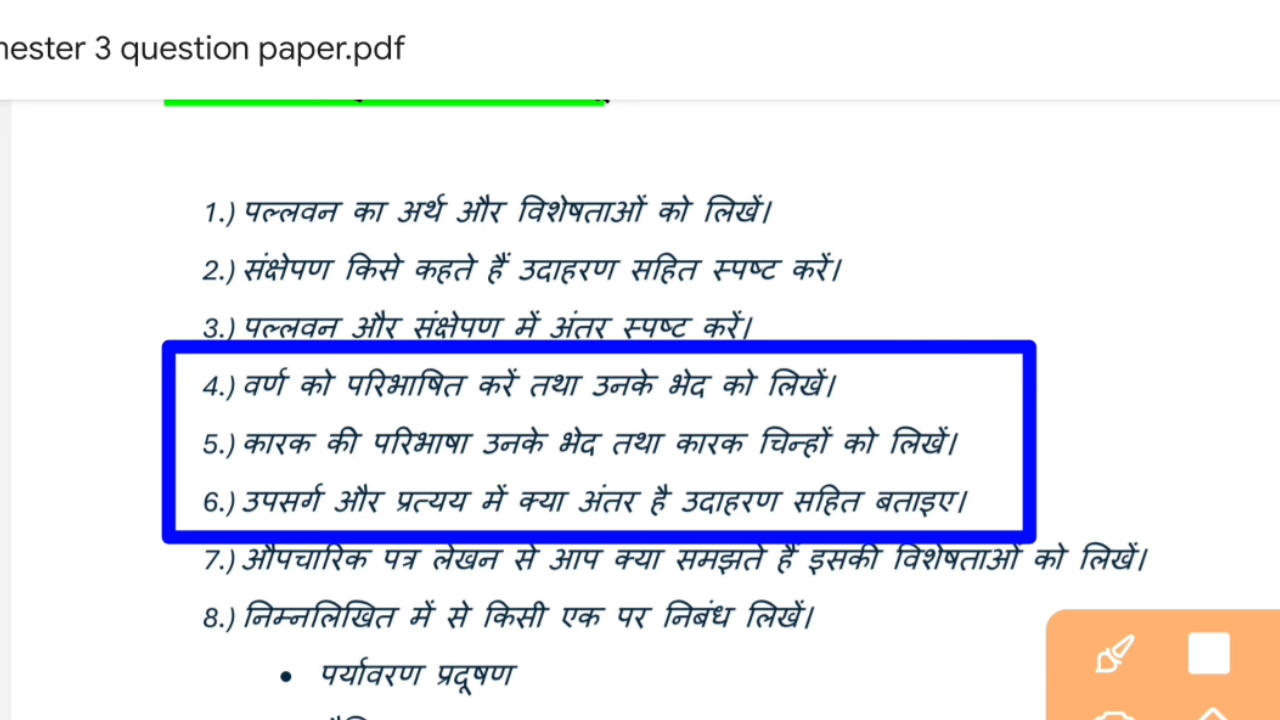 question paper.pdf
1.) पल्लवन का अर्थ और विशेषताओं को लिखें।
2.) संक्षेपण किसे कहते हैं उदाहरण सहित स्पष्ट करें।
3.) पल्लवन और संक्षेपण में अंतर स्पष्ट करें।
4.) वर्ण को परिभाषित करें तथा उनके भेद को लिखें।
5.) कारक की परिभाषा उनके भेद तथा कारक चिन्हों को लिखें।
6.) उपसर्ग और प्रत्यय में क्या अंतर है उदाहरण सहित बताइए।
7.) औपचारिक पत्र लेखन से आप क्या समझते हैं इसकी विशेषताओं को लिखें।
8.) निम्नलिखित में से किसी एक पर निबंध लिखें।
• पर्यावरण प्रदूषण